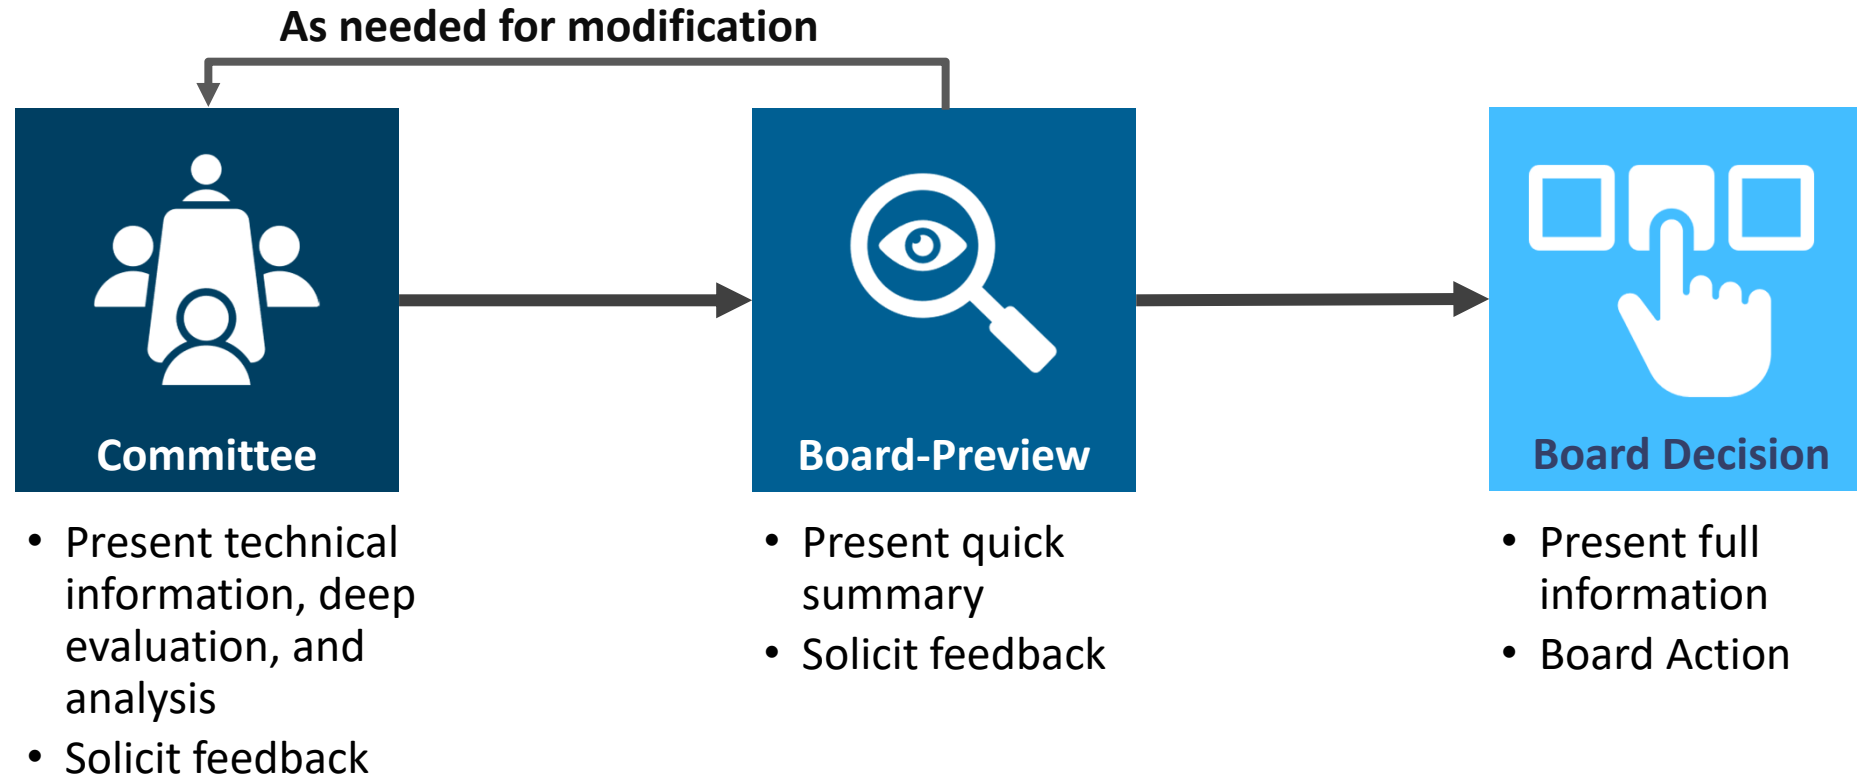 As needed for modification
Committee
• Present technical
information, deep
evaluation, and
analysis
• Solicit feedback
Board-Preview
• Present quick
summary
• Solicit feedback
Board Decision
• Present full
information
• Board Action